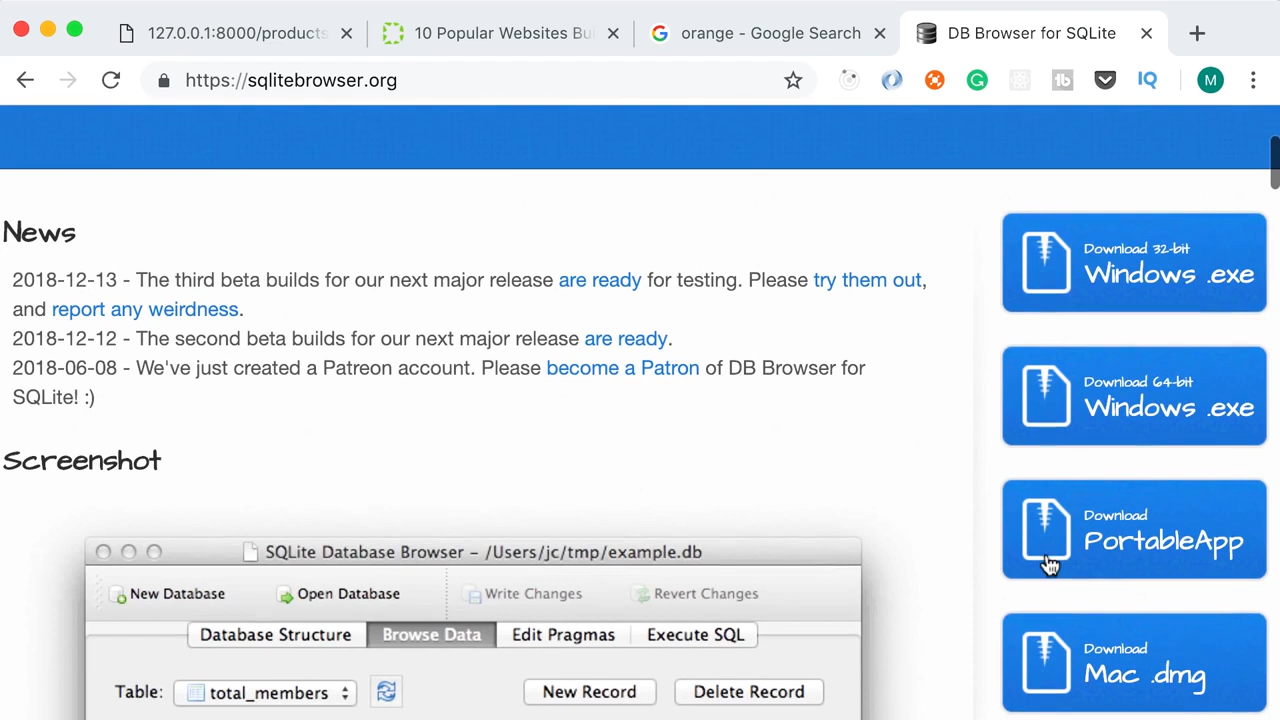 127.0.0.1:8000/products
10 Popular Websites Bui
orange - Google Search
DB Browser for SQLite
https://sqlitebrowser.org
tb
IQ
M
News
2018-12-13 - The third beta builds for our next major release are ready for testing. Please try them out,
and report any weirdness.
2018-12-12 - The second beta builds for our next major release are ready.
2018-06-08 - We've just created a Patreon account. Please become a Patron of DB Browser for
SQLite! :)
Screenshot
SQLite Database Browser - /Users/jc/tmp/example.db
New Database
Open Database
Write Changes
Revert Changes
Database Structure
Browse Data
Edit Pragmas
Execute SQL
Table:
total_members
New Record
Delete Record
Download 32-bit
Windows .exe
Download 64-bit
Windows .exe
Download
PortableApp
Download
Mac .dmg